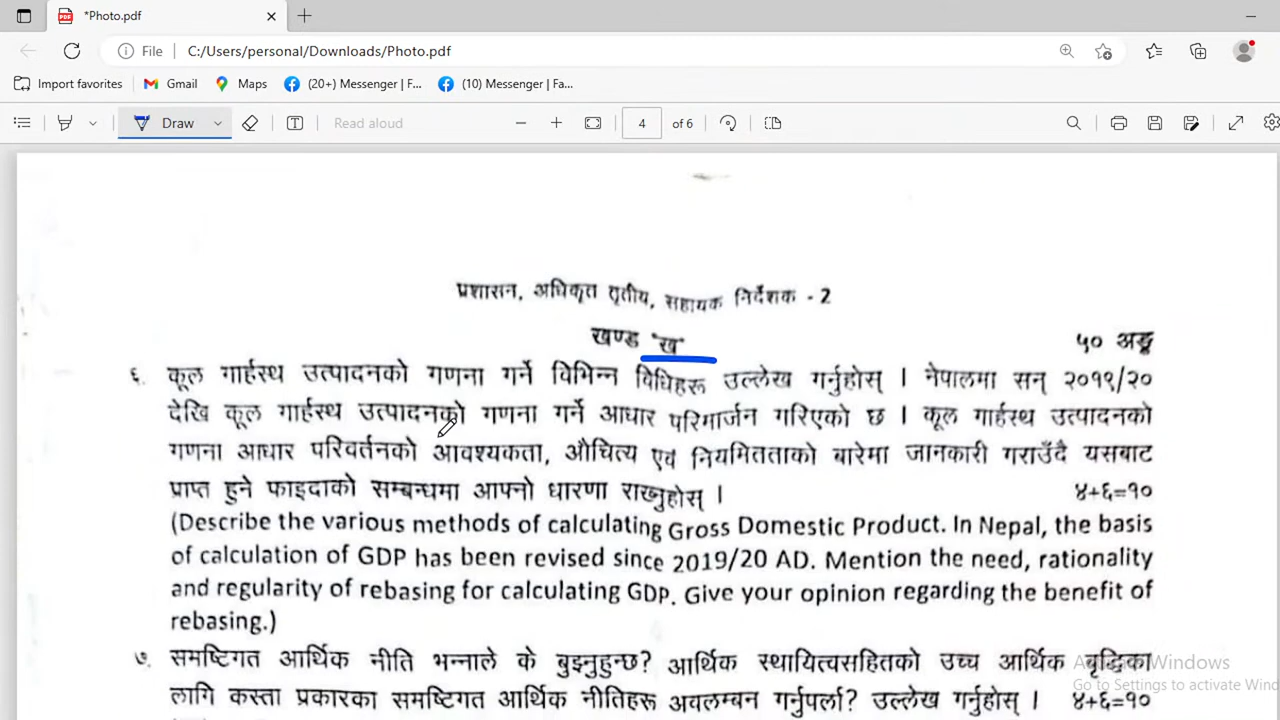 *Photo.pdf
File C:/Users/personal/Downloads/Photo.pdf
Import favorites Gmail Maps (20+) Messenger | F... (10) Messenger | Fa...
Draw Read aloud 4 of 6
प्रशासन, अधिकृत तृतीय, सहायक निर्देशक - 2
खण्ड "ख" ५० अङ्क
६. कूल गार्हस्थ उत्पादनको गणना गर्ने विभिन्न विधिहरू उल्लेख गर्नुहोस् । नेपालमा सन् २०१९/२०
देखि कूल गार्हस्थ उत्पादनको गणना गर्ने आधार परिमार्जन गरिएको छ । कूल गार्हस्थ उत्पादनको
गणना आधार परिवर्तनको आवश्यकता, औचित्य एवं नियमितताको बारेमा जानकारी गराउँदै यसबाट
प्राप्त हुने फाइदाको सम्बन्धमा आफ्नो धारणा राख्नुहोस् । ४+६=१०
(Describe the various methods of calculating Gross Domestic Product. In Nepal, the basis
of calculation of GDP has been revised since 2019/20 AD. Mention the need, rationality
and regularity of rebasing for calculating GDP. Give your opinion regarding the benefit of
rebasing.)
७. समष्टिगत आर्थिक नीति भन्नाले के बुझ्नुहुन्छ? आर्थिक स्थायित्वसहितको उच्च आर्थिक वृद्धिका
लागि कस्ता प्रकारका समष्टिगत आर्थिक नीतिहरू अवलम्बन गर्नुपर्ला? उल्लेख गर्नुहोस् । ४+६=१०
Activate Windows
Go to Settings to activate Wind